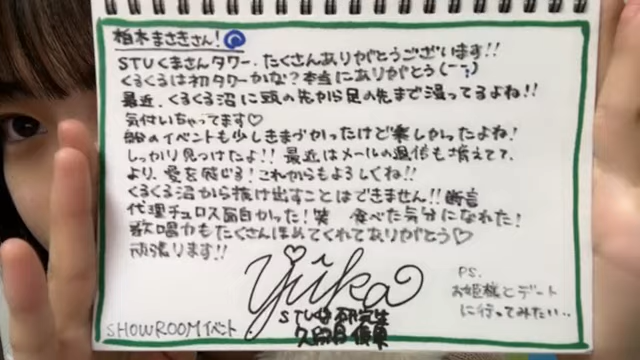 柏木まさきさん!
STUくまさんタワー、たくさんありがとうございます!!
くるくるは初タワーかな?本当にありがとう
最近、くるくる沼に頭の先から足の先まで浸ってるよね!!
気付いちゃってます♡
船のイベントも少しきまづかったけど楽しかったよね!
しっかり見つけたよ!! 最近はメールの返信も増えてて、
より、愛を感じる!これからもよろしくね!!
くるくる沼から抜け出すことはできません!!断言
代理チュロス面白かった!笑 食べた気分になれた!
歌唱力もたくさんほめてくれてありがとう♡
頑張ります!!
Yûka
PS.
お姫様とデート
に行ってみたい…
STU48研究生
SHOWROOMイベント